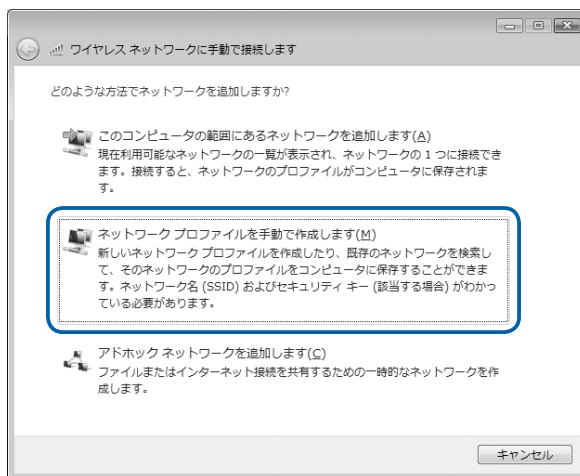 ワイヤレス ネットワークに手動で接続します
どのような方法でネットワークを追加しますか?
このコンピュータの範囲にあるネットワークを追加します(A)
現在利用可能なネットワークの一覧が表示され、ネットワークの 1 つに接続でき
ます。接続すると、ネットワークのプロファイルがコンピュータに保存されま
す。
ネットワーク プロファイルを手動で作成します(M)
新しいネットワーク プロファイルを作成したり、既存のネットワークを検索し
て、そのネットワークのプロファイルをコンピュータに保存することができま
す。ネットワーク名 (SSID) およびセキュリティ キー (該当する場合) がわかっ
ている必要があります。
アドホック ネットワークを追加します(C)
ファイルまたはインターネット接続を共有するための一時的なネットワークを作
成します。
キャンセル